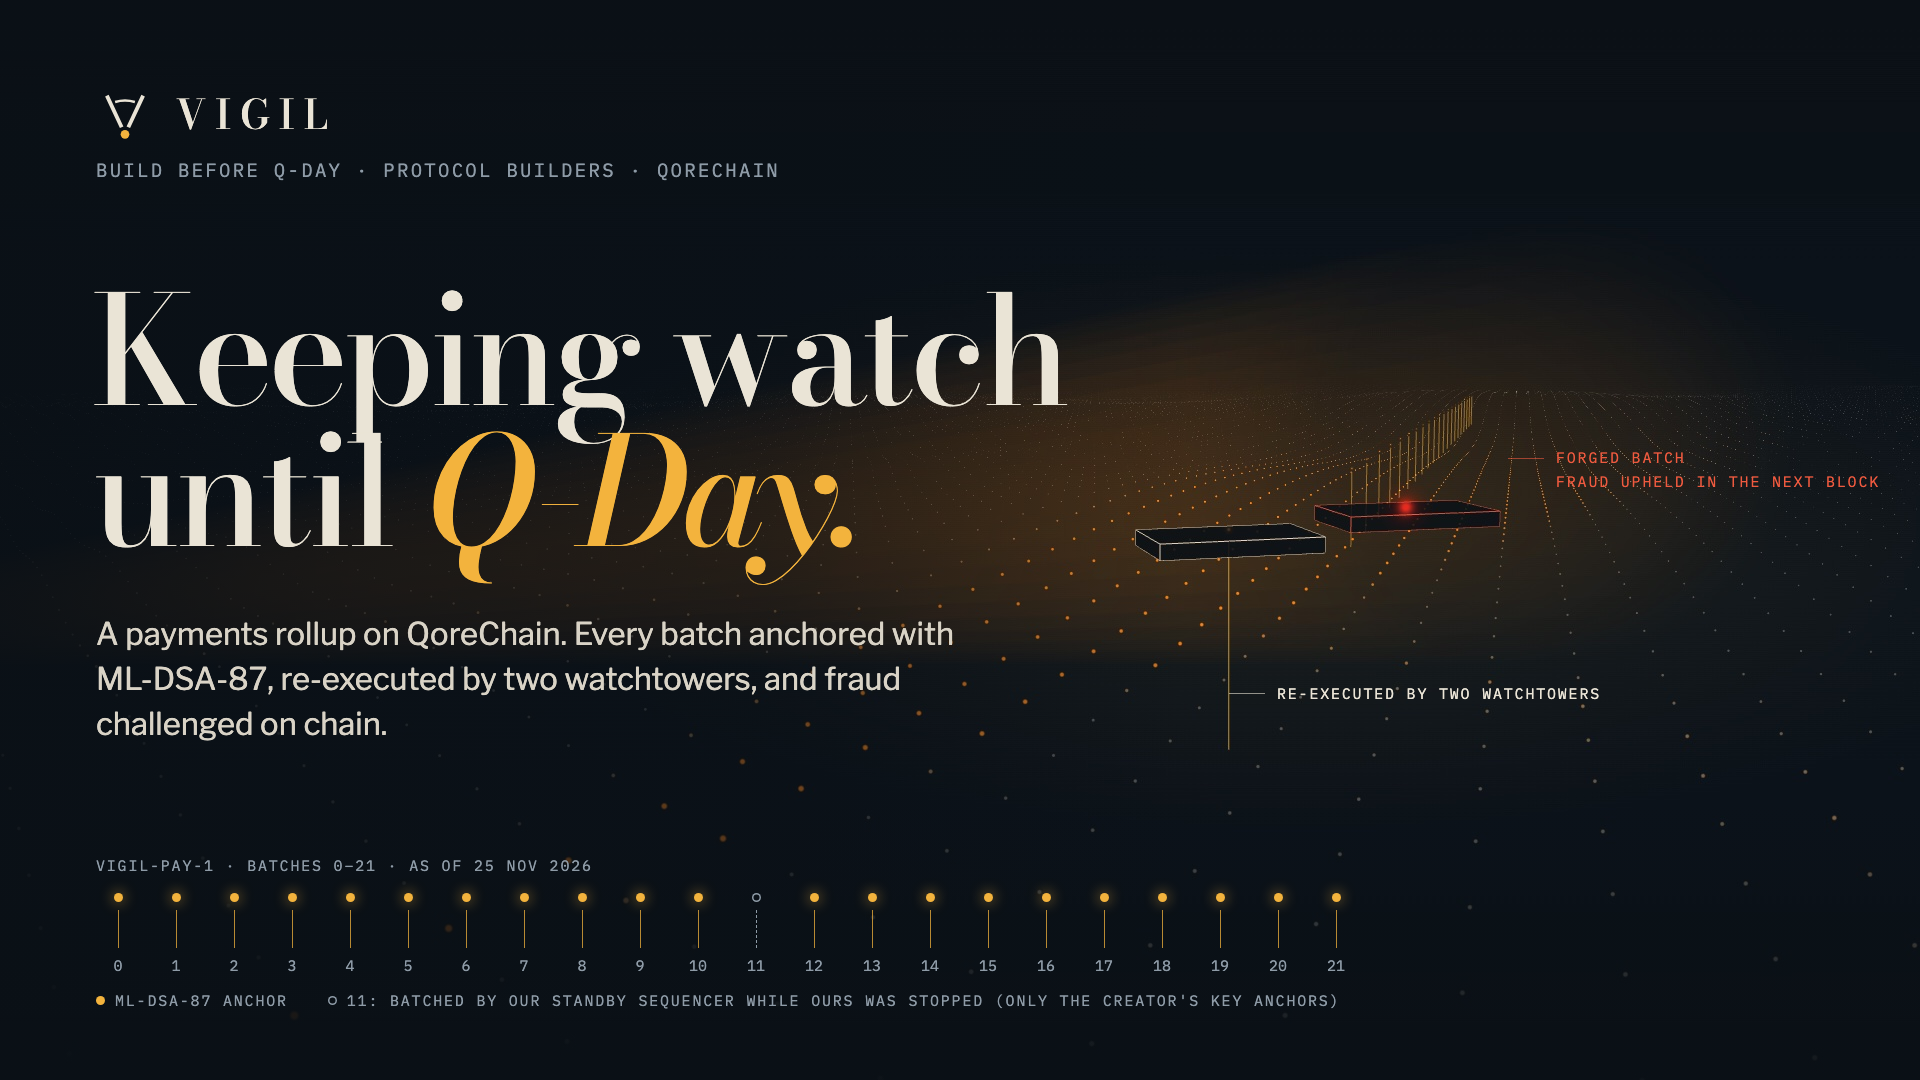 VIGIL
BUILD BEFORE Q-DAY · PROTOCOL BUILDERS · QORECHAIN
Keeping watch
until Q-Day.
A payments rollup on QoreChain. Every batch anchored with
ML-DSA-87, re-executed by two watchtowers, and fraud
challenged on chain.
FORGED BATCH
FRAUD UPHELD IN THE NEXT BLOCK
RE-EXECUTED BY TWO WATCHTOWERS
VIGIL-PAY-1 · BATCHES 0–21 · AS OF 25 NOV 2026
0 1 2 3 4 5 6 7 8 9 10 11 12 13 14 15 16 17 18 19 20 21
ML-DSA-87 ANCHOR 11: BATCHED BY OUR STANDBY SEQUENCER WHILE OURS WAS STOPPED (ONLY THE CREATOR'S KEY ANCHORS)